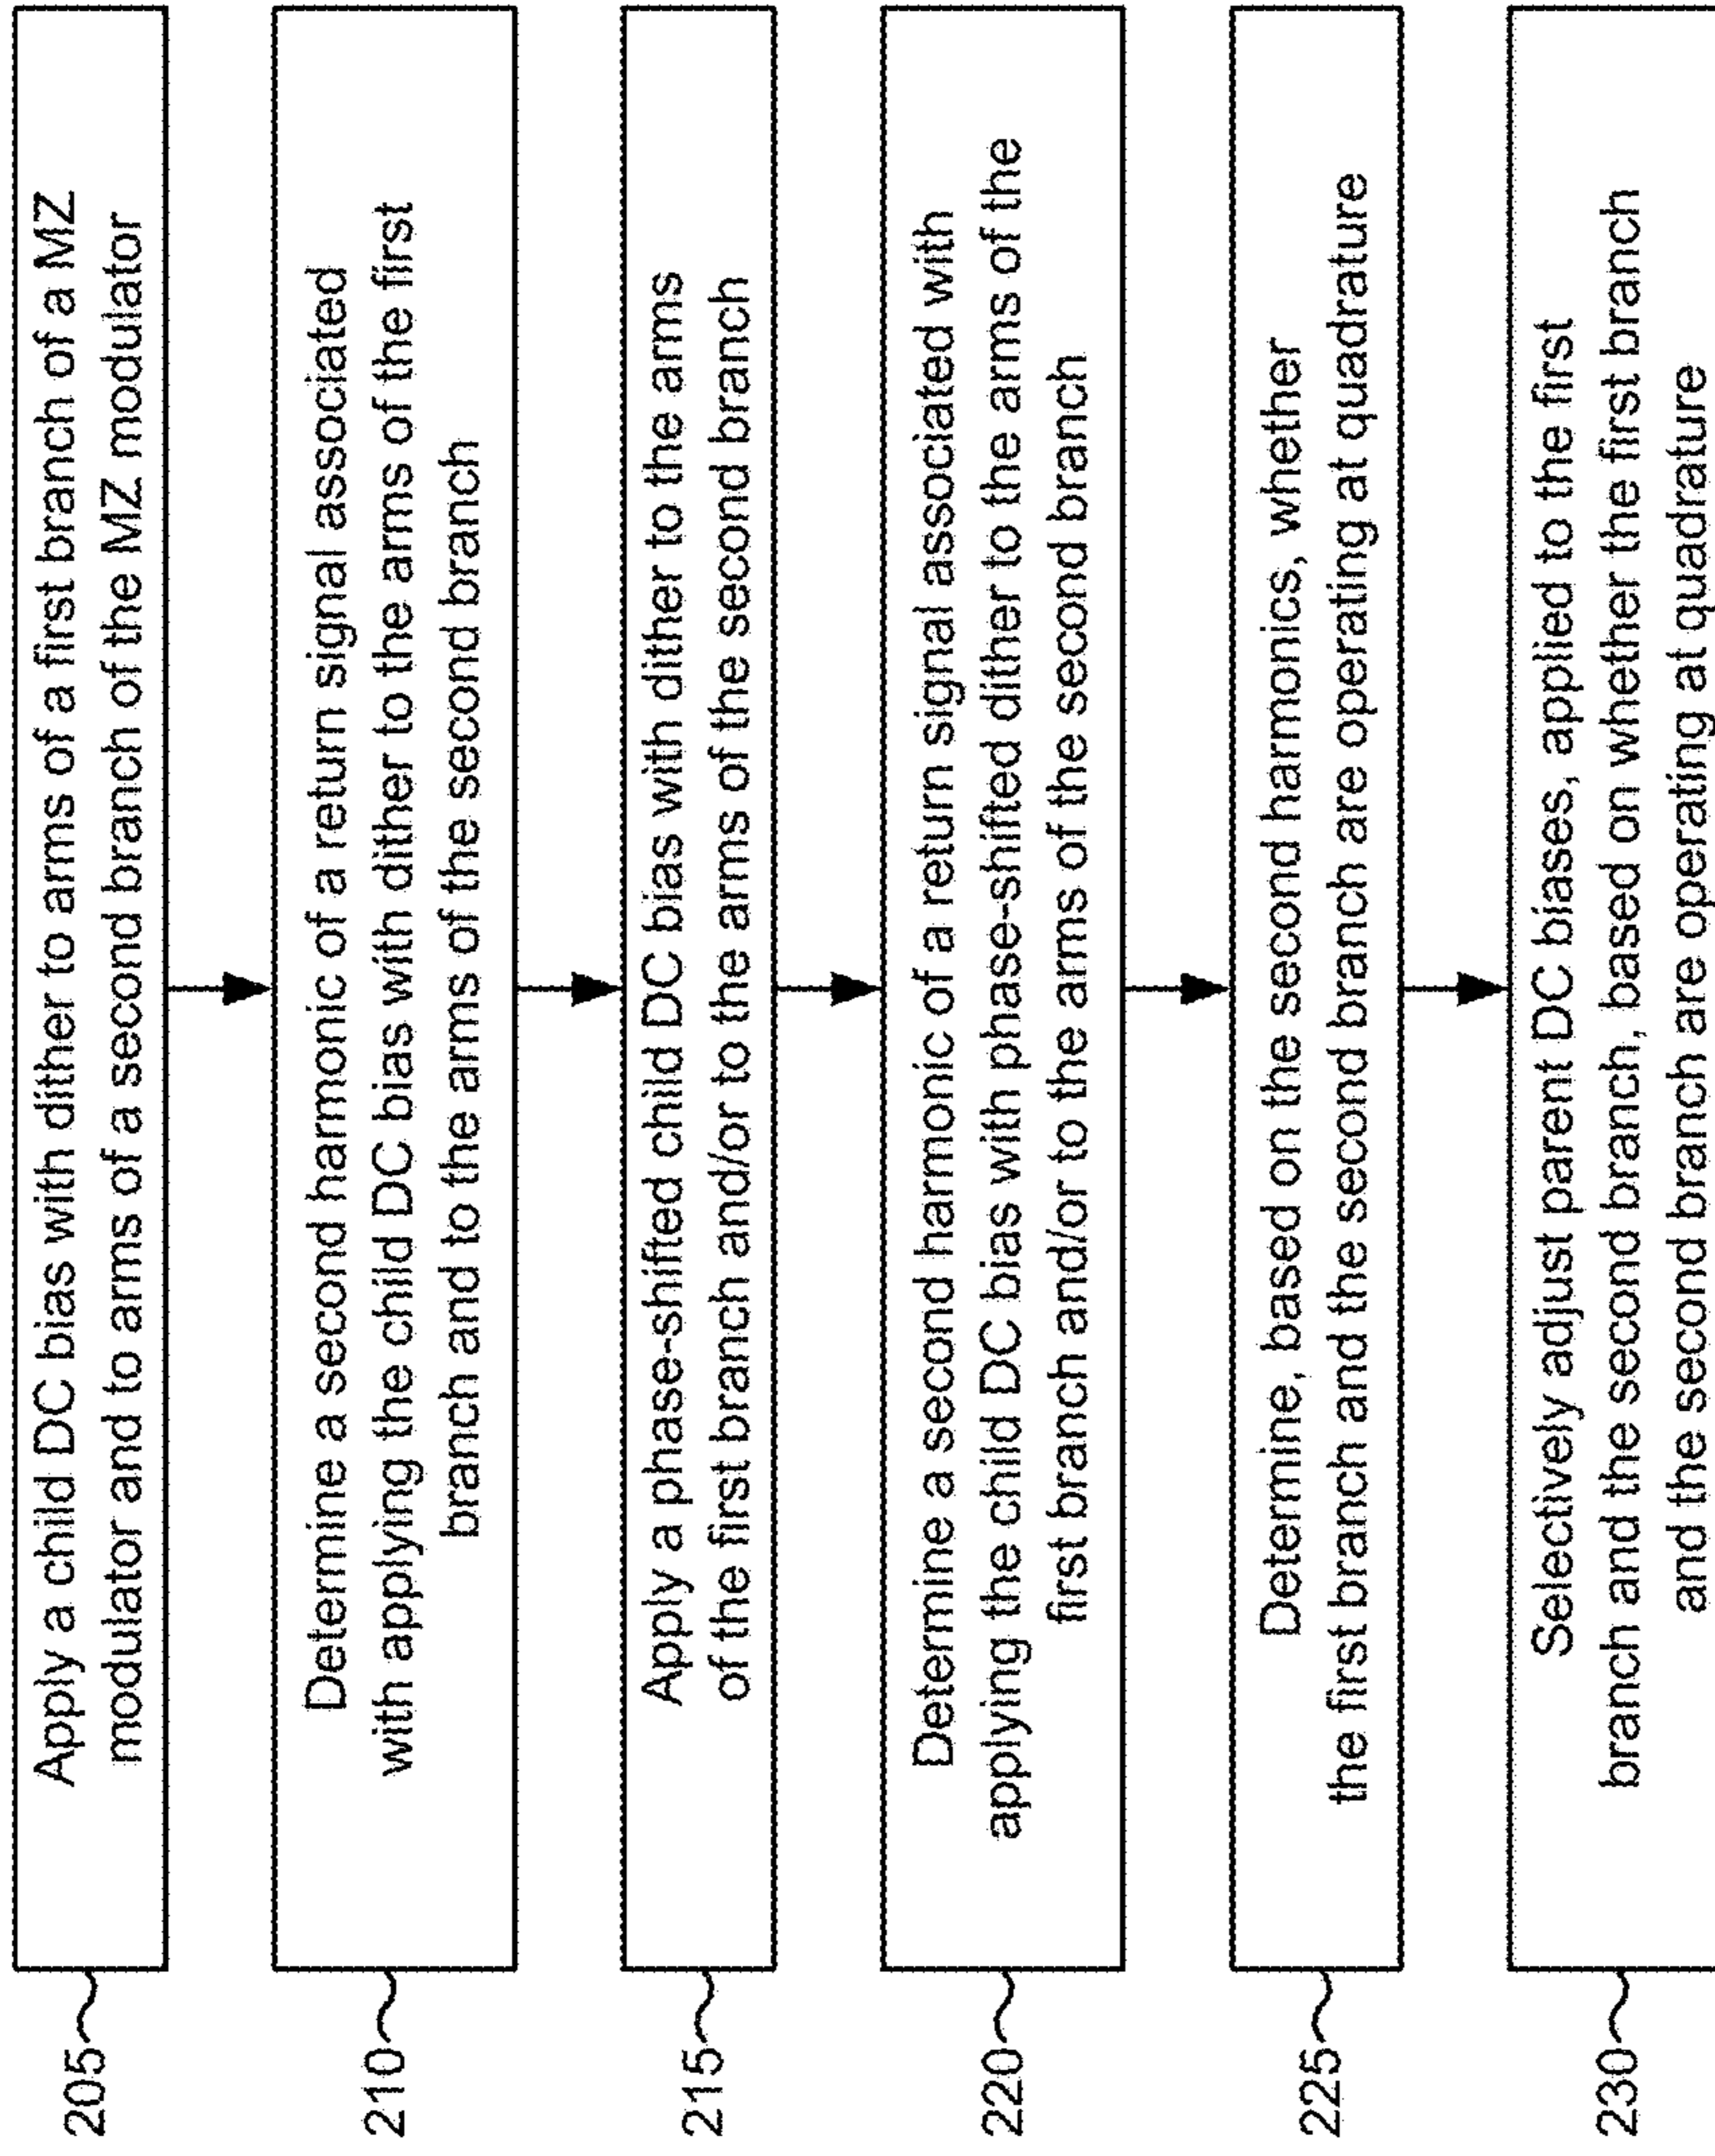 205
Apply a child DC bias with dither to arms of a first branch of a MZ
modulator and to arms of a second branch of the MZ modulator
210
Determine a second harmonic of a return signal associated
with applying the child DC bias with dither to the arms of the first
branch and to the arms of the second branch
215
Apply a phase-shifted child DC bias with dither to the arms
of the first branch and/or to the arms of the second branch
220
Determine a second harmonic of a return signal associated with
applying the child DC bias with phase-shifted dither to the arms of the
first branch and/or to the arms of the second branch
225
Determine, based on the second harmonics, whether
the first branch and the second branch are operating at quadrature
230
Selectively adjust parent DC biases, applied to the first
branch and the second branch, based on whether the first branch
and the second branch are operating at quadrature